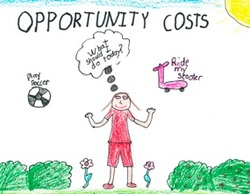 OPPORTUNITY COSTS
What
should I
do today?
Play
soccer
Ride
my
scooter